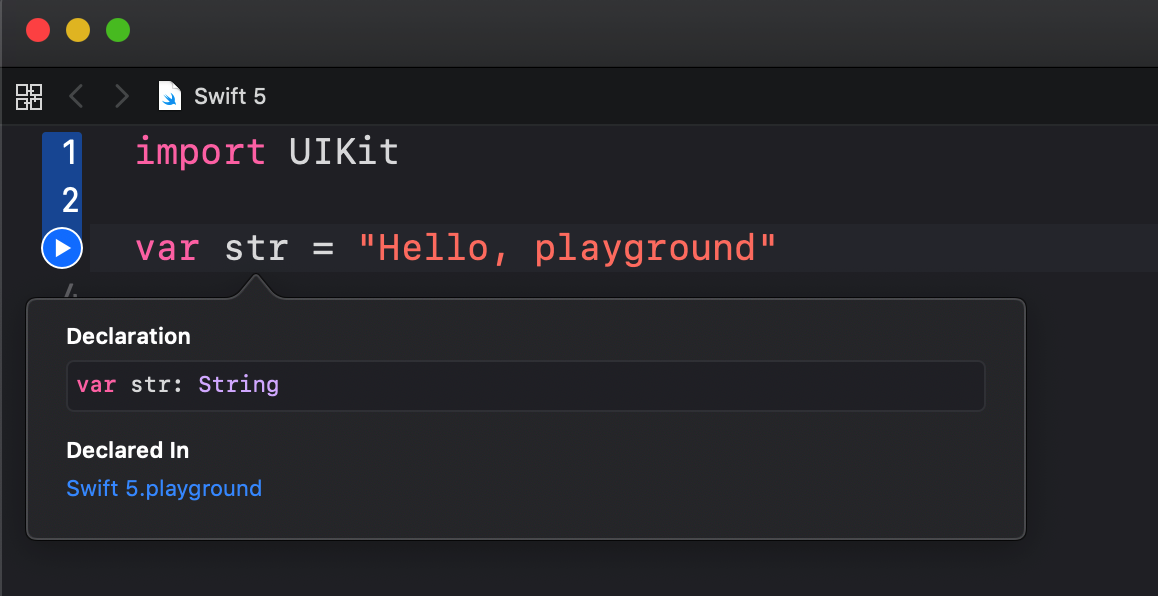 Swift 5
1 import UIKit
2
var str = "Hello, playground"
4
Declaration
var str: String
Declared In
Swift 5.playground